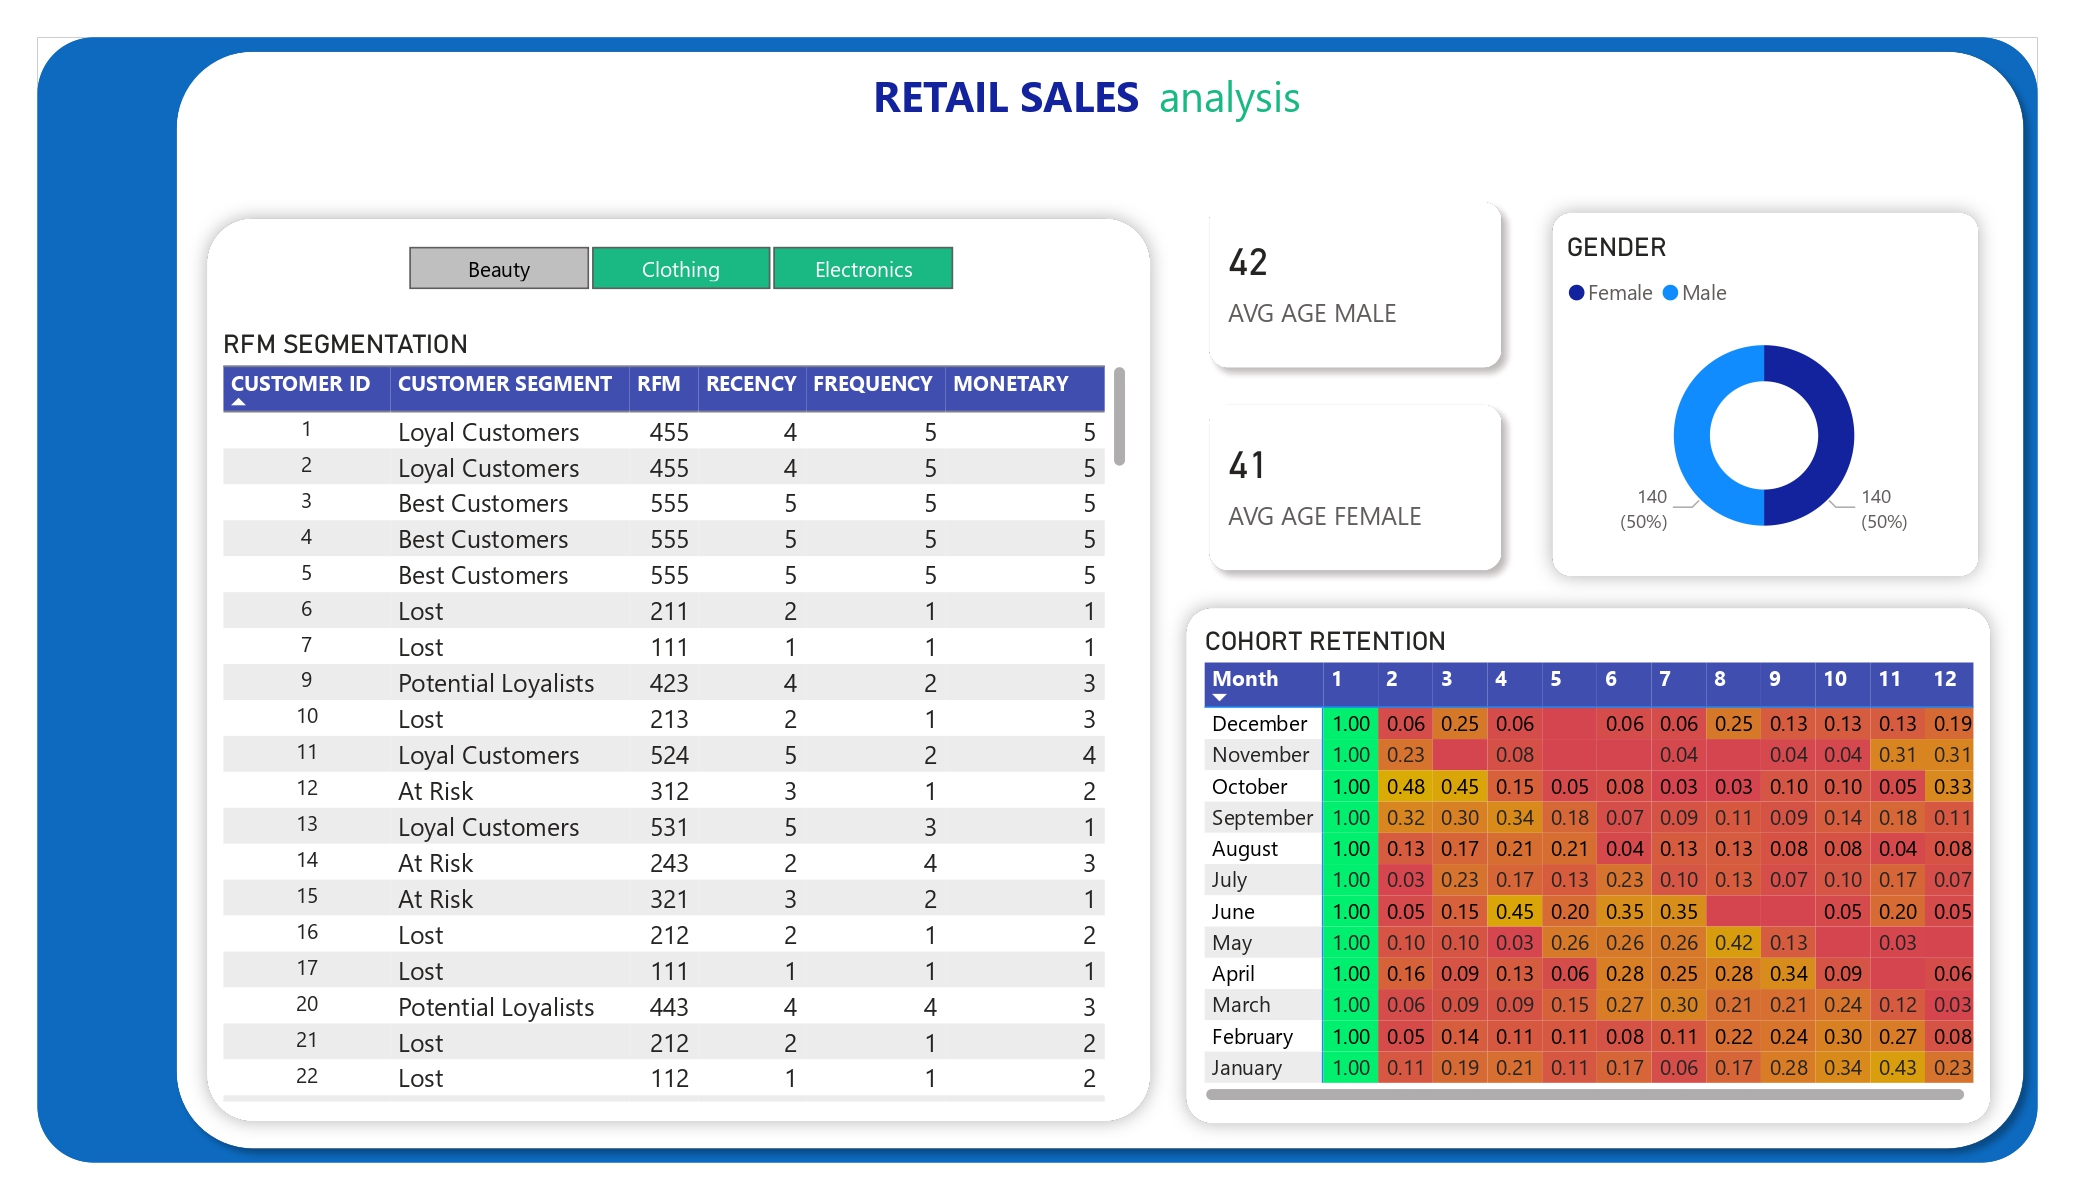 RETAIL SALES analysis
Beauty Clothing Electronics
RFM SEGMENTATION
CUSTOMER ID CUSTOMER SEGMENT RFM RECENCY FREQUENCY MONETARY
1 Loyal Customers 455 4 5 5
2 Loyal Customers 455 4 5 5
3 Best Customers 555 5 5 5
4 Best Customers 555 5 5 5
5 Best Customers 555 5 5 5
6 Lost 211 2 1 1
7 Lost 111 1 1 1
9 Potential Loyalists 423 4 2 3
10 Lost 213 2 1 3
11 Loyal Customers 524 5 2 4
12 At Risk 312 3 1 2
13 Loyal Customers 531 5 3 1
14 At Risk 243 2 4 3
15 At Risk 321 3 2 1
16 Lost 212 2 1 2
17 Lost 111 1 1 1
20 Potential Loyalists 443 4 4 3
21 Lost 212 2 1 2
22 Lost 112 1 1 2
42
AVG AGE MALE
41
AVG AGE FEMALE
GENDER
Female Male
140
(50%)
140
(50%)
COHORT RETENTION
Month 1 2 3 4 5 6 7 8 9 10 11 12
December 1.00 0.06 0.25 0.06 0.06 0.06 0.25 0.13 0.13 0.13 0.19
November 1.00 0.23 0.08 0.04 0.04 0.04 0.31 0.31
October 1.00 0.48 0.45 0.15 0.05 0.08 0.03 0.03 0.10 0.10 0.05 0.33
September 1.00 0.32 0.30 0.34 0.18 0.07 0.09 0.11 0.09 0.14 0.18 0.11
August 1.00 0.13 0.17 0.21 0.21 0.04 0.13 0.13 0.08 0.08 0.04 0.08
July 1.00 0.03 0.23 0.17 0.13 0.23 0.10 0.13 0.07 0.10 0.17 0.07
June 1.00 0.05 0.15 0.45 0.20 0.35 0.35 0.05 0.20 0.05
May 1.00 0.10 0.10 0.03 0.26 0.26 0.26 0.42 0.13 0.03
April 1.00 0.16 0.09 0.13 0.06 0.28 0.25 0.28 0.34 0.09 0.06
March 1.00 0.06 0.09 0.09 0.15 0.27 0.30 0.21 0.21 0.24 0.12 0.03
February 1.00 0.05 0.14 0.11 0.11 0.08 0.11 0.22 0.24 0.30 0.27 0.08
January 1.00 0.11 0.19 0.21 0.11 0.17 0.06 0.17 0.28 0.34 0.43 0.23